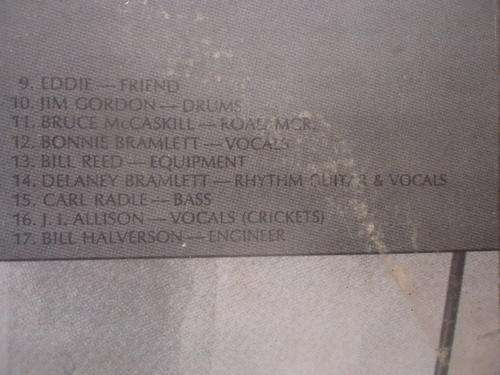 9. EDDIE — FRIEND
10. JIM GORDON — DRUMS
11. BRUCE McCASKILL — ROAD MGR.
12. BONNIE BRAMLETT — VOCALS
13. BILL REED — EQUIPMENT
14. DELANEY BRAMLETT — RHYTHM GUITAR & VOCALS
15. CARL RADLE — BASS
16. J. I. ALLISON — VOCALS (CRICKETS)
17. BILL HALVERSON — ENGINEER